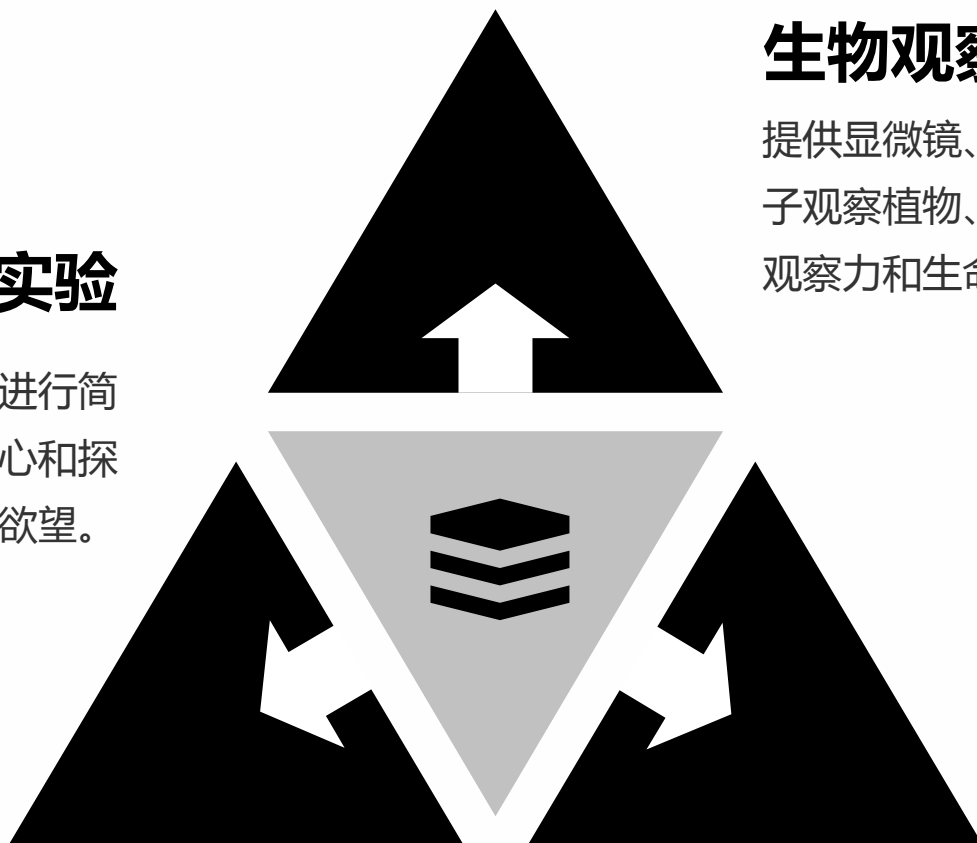 生物观察
提供显微镜、
子观察植物、
观察力和生命
实验
进行简
心和探
欲望。